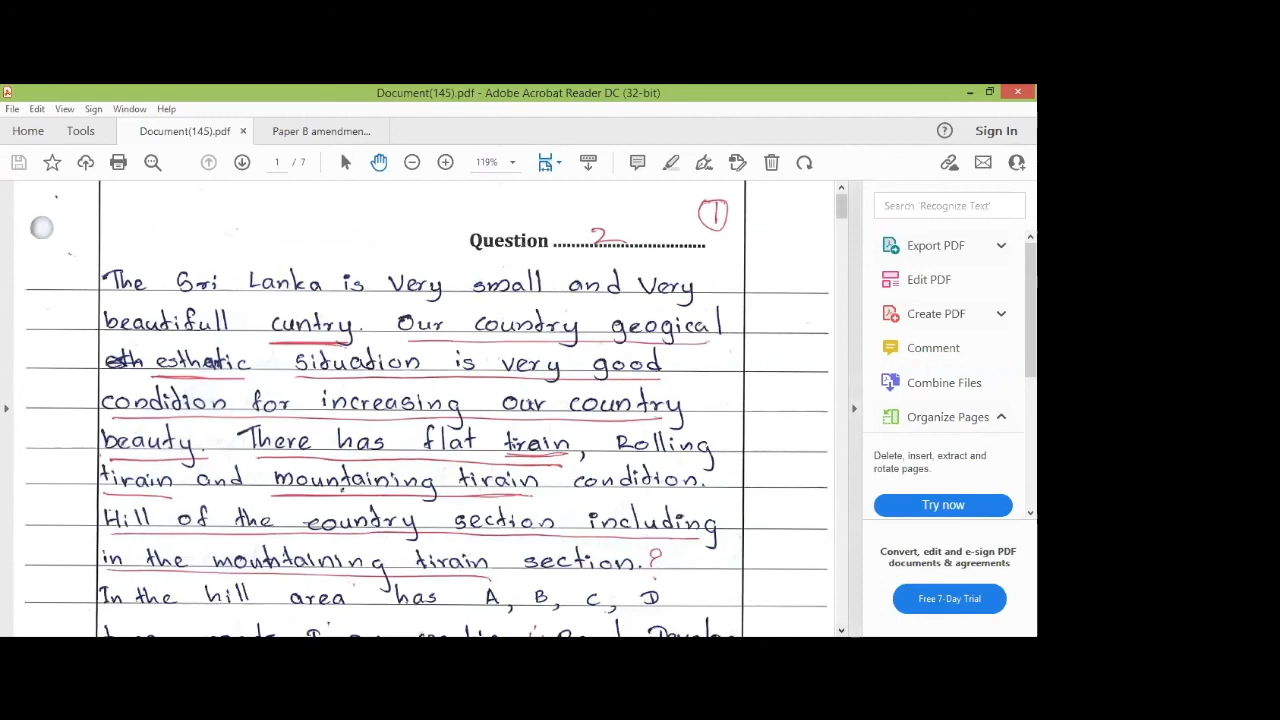 Document(145).pdf - Adobe Acrobat Reader DC (32-bit)
File Edit View Sign Window Help
Home Tools Document(145).pdf × Paper B amendmen... ? Sign In
1 / 7 119%
Search 'Recognize Text'
1
Question ........2........
The Sri Lanka is very small and very
beautifull cuntry. Our country geogical
esth esthetic situation is very good
condition for increasing our country
beauty. There has flat tirain, Rolling
tirain and mountaining tirain condition.
Hill of the country section including
in the mountaining tirain section. ?
In the hill area has A, B, C, D
Export PDF
Edit PDF
Create PDF
Comment
Combine Files
Organize Pages
Delete, insert, extract and
rotate pages.
Try now
Convert, edit and e-sign PDF
documents & agreements
Free 7-Day Trial